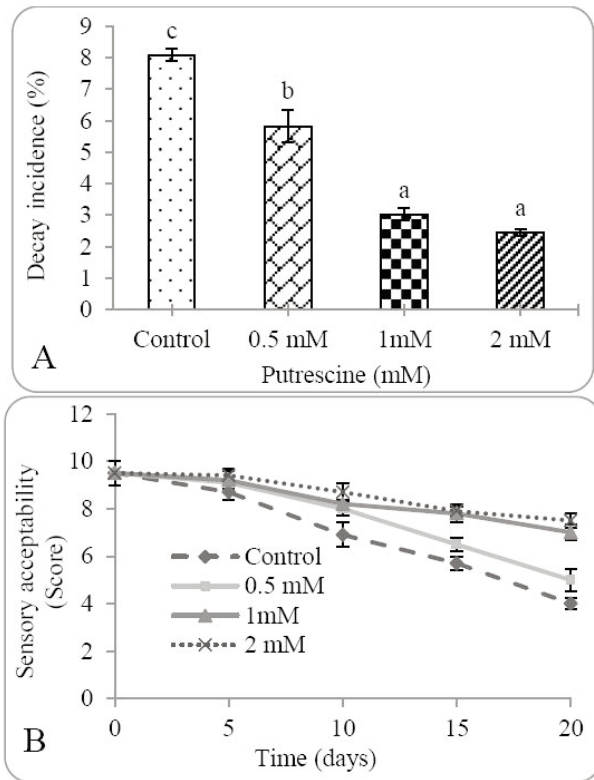 9
8
7
6
5
4
3
2
1
0
Decay incidence (%)
c
b
a
a
Control 0.5 mM 1mM 2 mM
Putrescine (mM)
A
12
10
8
6
4
2
0
Sensory acceptability
(Score)
Control
0.5 mM
1mM
2 mM
0 5 10 15 20
Time (days)
B